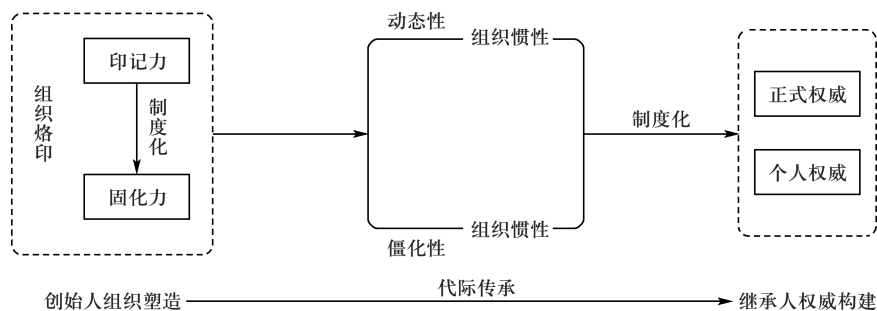 组织烙印
印记力
制度化
固化力
动态性
组织惯性
组织惯性
僵化性
制度化
正式权威
个人权威
创始人组织塑造
代际传承
继承人权威构建